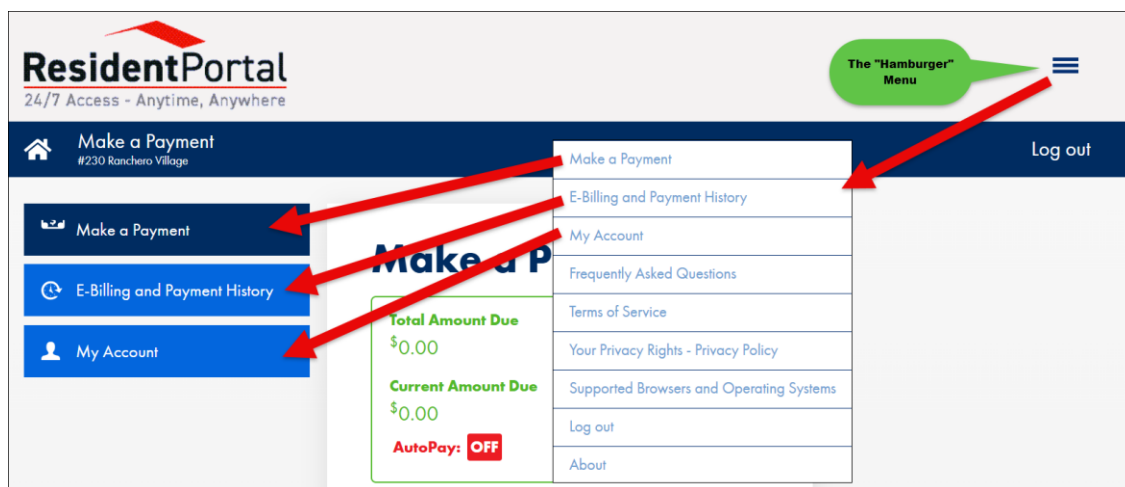 ResidentPortal
24/7 Access - Anytime, Anywhere
The "Hamburger"
Menu
Make a Payment
#230 Ranchero Village
Log out
Make a Payment
E-Billing and Payment History
My Account
Make a P
Total Amount Due
$0.00
Current Amount Due
$0.00
AutoPay: OFF
Make a Payment
E-Billing and Payment History
My Account
Frequently Asked Questions
Terms of Service
Your Privacy Rights - Privacy Policy
Supported Browsers and Operating Systems
Log out
About